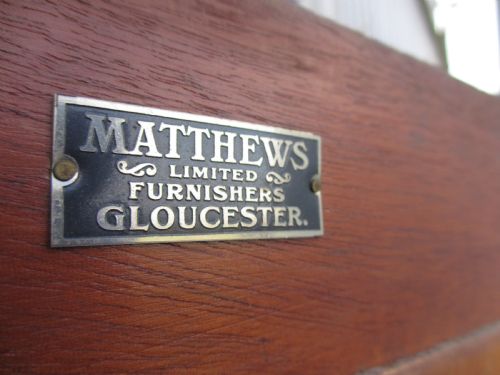 MATTHEWS
LIMITED
FURNISHERS
GLOUCESTER.